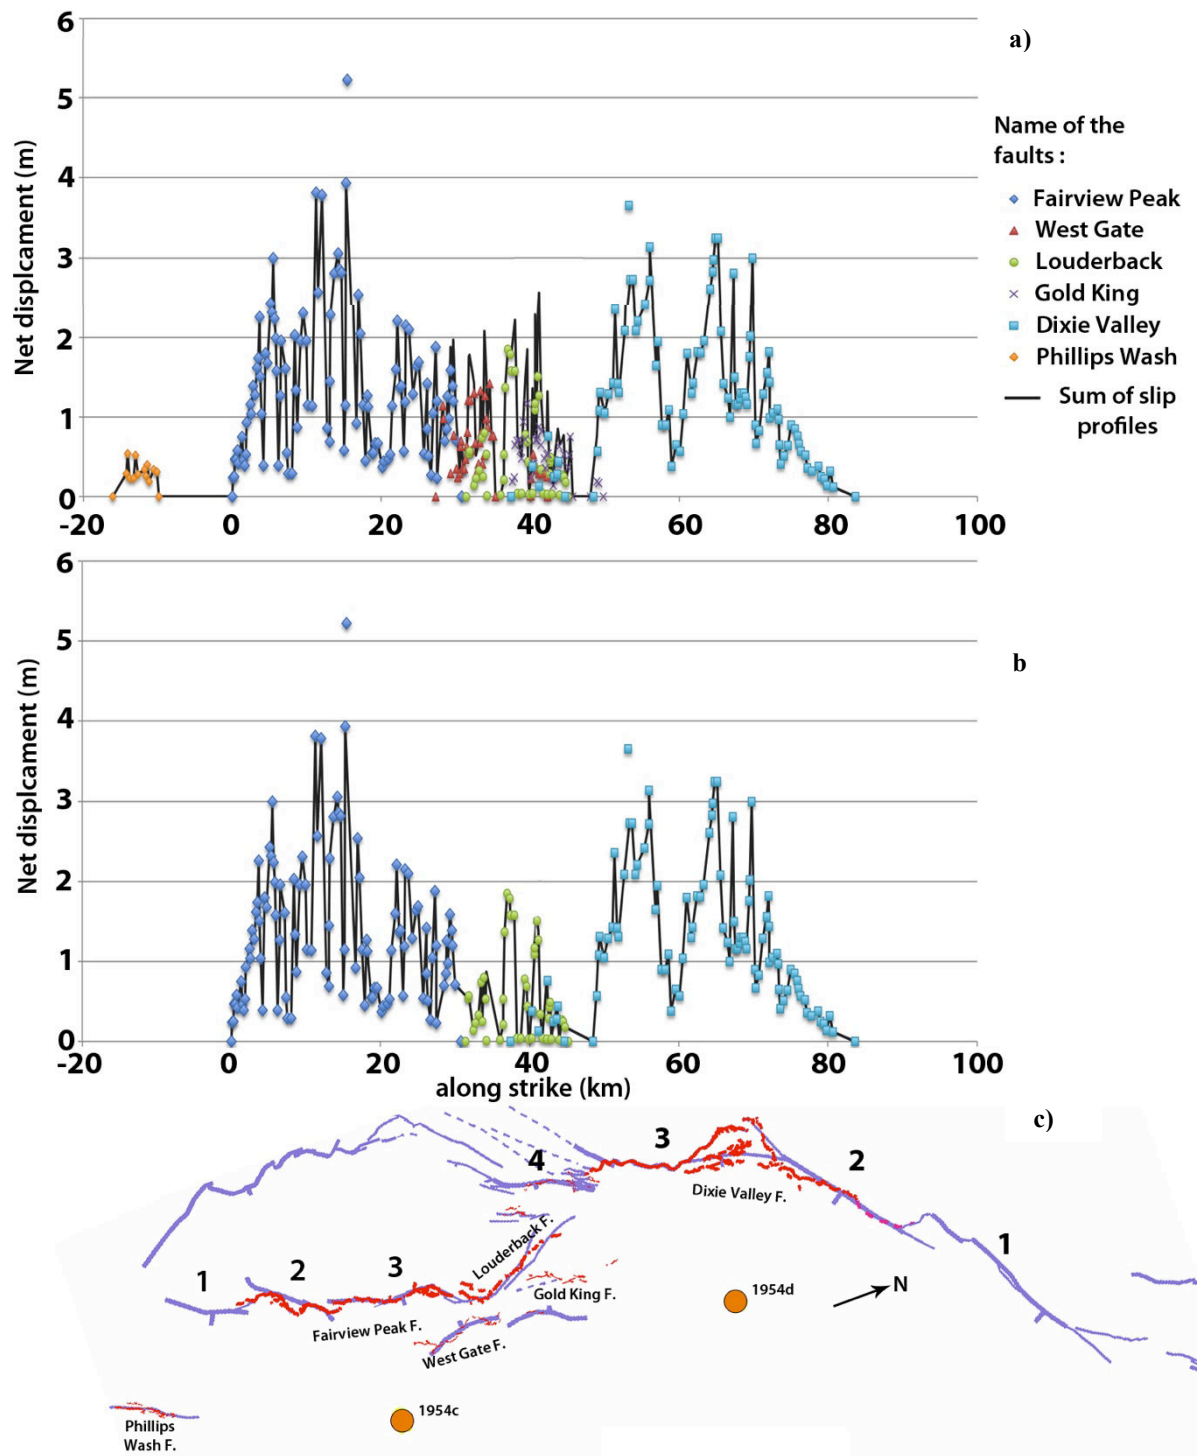 a)
6
5
4
3
2
1
0
Net displcament (m)
-20
0
20
40
60
80
100
Name of the
faults :
Fairview Peak
West Gate
Louderback
Gold King
Dixie Valley
Phillips Wash
Sum of slip
profiles
b
6
5
4
3
2
1
0
Net displcament (m)
-20
0
20
40
60
80
100
along strike (km)
c)
4
3
2
Dixie Valley F.
Louderback F.
1
1
2
3
Gold King F.
1954d
N
Fairview Peak F.
West Gate F.
1954c
Phillips
Wash F.